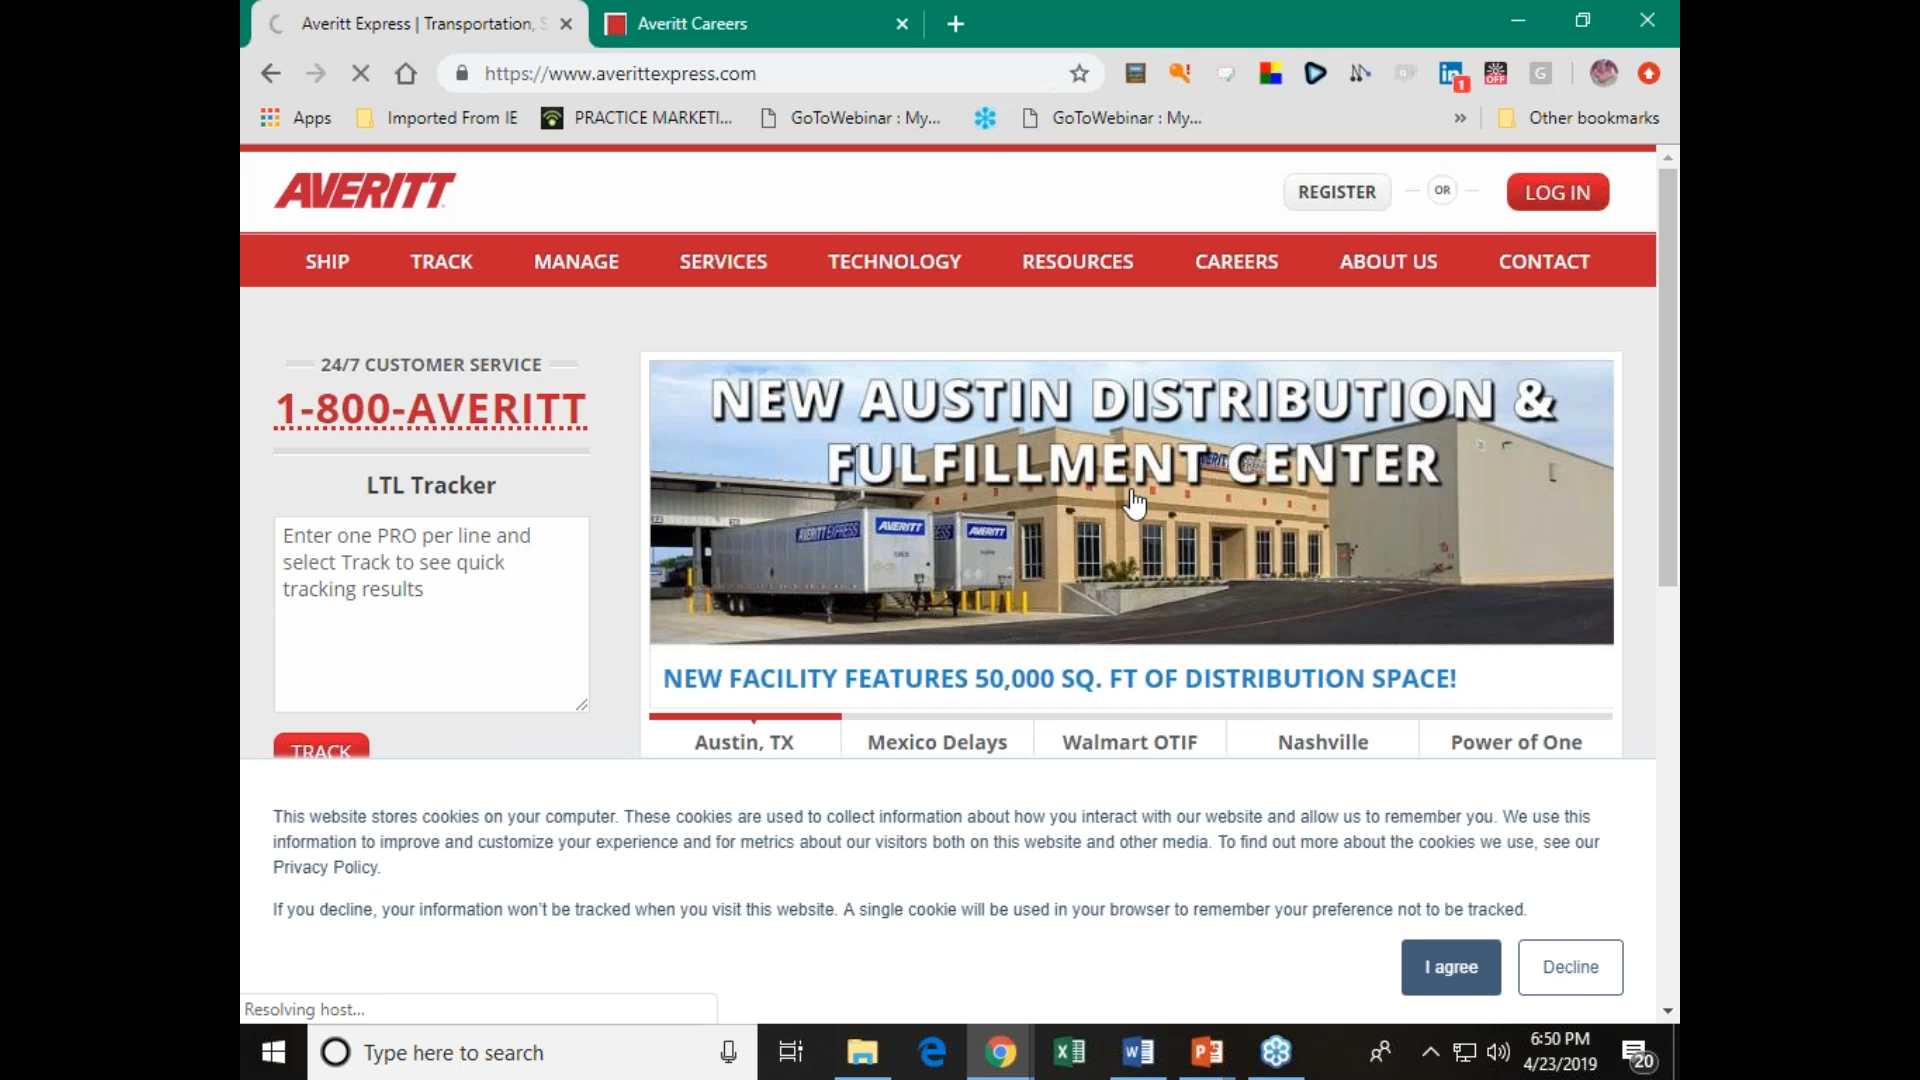 Averitt Express | Transportation, S
Averitt Careers
https://www.averittexpress.com
1
OFF
G
Apps
Imported From IE
PRACTICE MARKETI...
GoToWebinar : My...
GoToWebinar : My...
»
Other bookmarks
AVERITT
REGISTER
OR
LOG IN
SHIP
TRACK
MANAGE
SERVICES
TECHNOLOGY
RESOURCES
CAREERS
ABOUT US
CONTACT
24/7 CUSTOMER SERVICE
1-800-AVERITT
LTL Tracker
Enter one PRO per line and
select Track to see quick
tracking results
TRACK
NEW AUSTIN DISTRIBUTION &
FULFILLMENT CENTER
AVERITT EXPRESS
AVERITT
AVERITT
NEW FACILITY FEATURES 50,000 SQ. FT OF DISTRIBUTION SPACE!
Austin, TX
Mexico Delays
Walmart OTIF
Nashville
Power of One
This website stores cookies on your computer. These cookies are used to collect information about how you interact with our website and allow us to remember you. We use this
information to improve and customize your experience and for metrics about our visitors both on this website and other media. To find out more about the cookies we use, see our
Privacy Policy.
If you decline, your information won't be tracked when you visit this website. A single cookie will be used in your browser to remember your preference not to be tracked.
I agree
Decline
Resolving host...
Type here to search
6:50 PM
4/23/2019
20